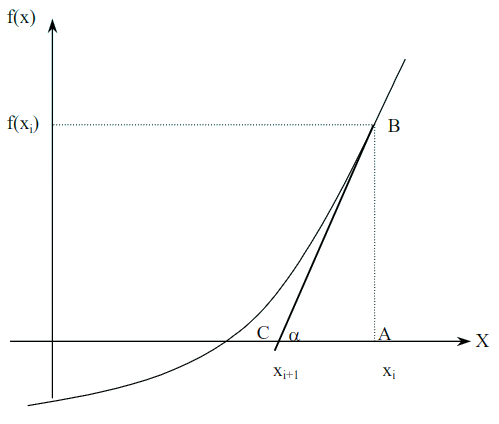 f(x)
f(xᵢ)
B
C α A X
xᵢ₊₁ xᵢ